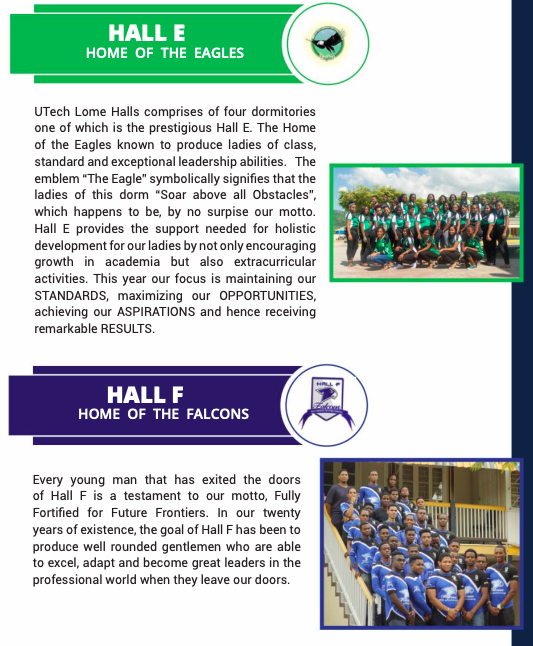 HALL E
HOME OF THE EAGLES
UTech Lome Halls comprises of four dormitories
one of which is the prestigious Hall E. The Home
of the Eagles known to produce ladies of class,
standard and exceptional leadership abilities. The
emblem “The Eagle” symbolically signifies that the
ladies of this dorm “Soar above all Obstacles”,
which happens to be, by no surprise our motto.
Hall E provides the support needed for holistic
development for our ladies by not only encouraging
growth in academia but also extracurricular
activities. This year our focus is maintaining our
STANDARDS, maximizing our OPPORTUNITIES,
achieving our ASPIRATIONS and hence receiving
remarkable RESULTS.
HALL F
HOME OF THE FALCONS
HALL F
Falcons
Every young man that has exited the doors
of Hall F is a testament to our motto, Fully
Fortified for Future Frontiers. In our twenty
years of existence, the goal of Hall F has been to
produce well rounded gentlemen who are able
to excel, adapt and become great leaders in the
professional world when they leave our doors.